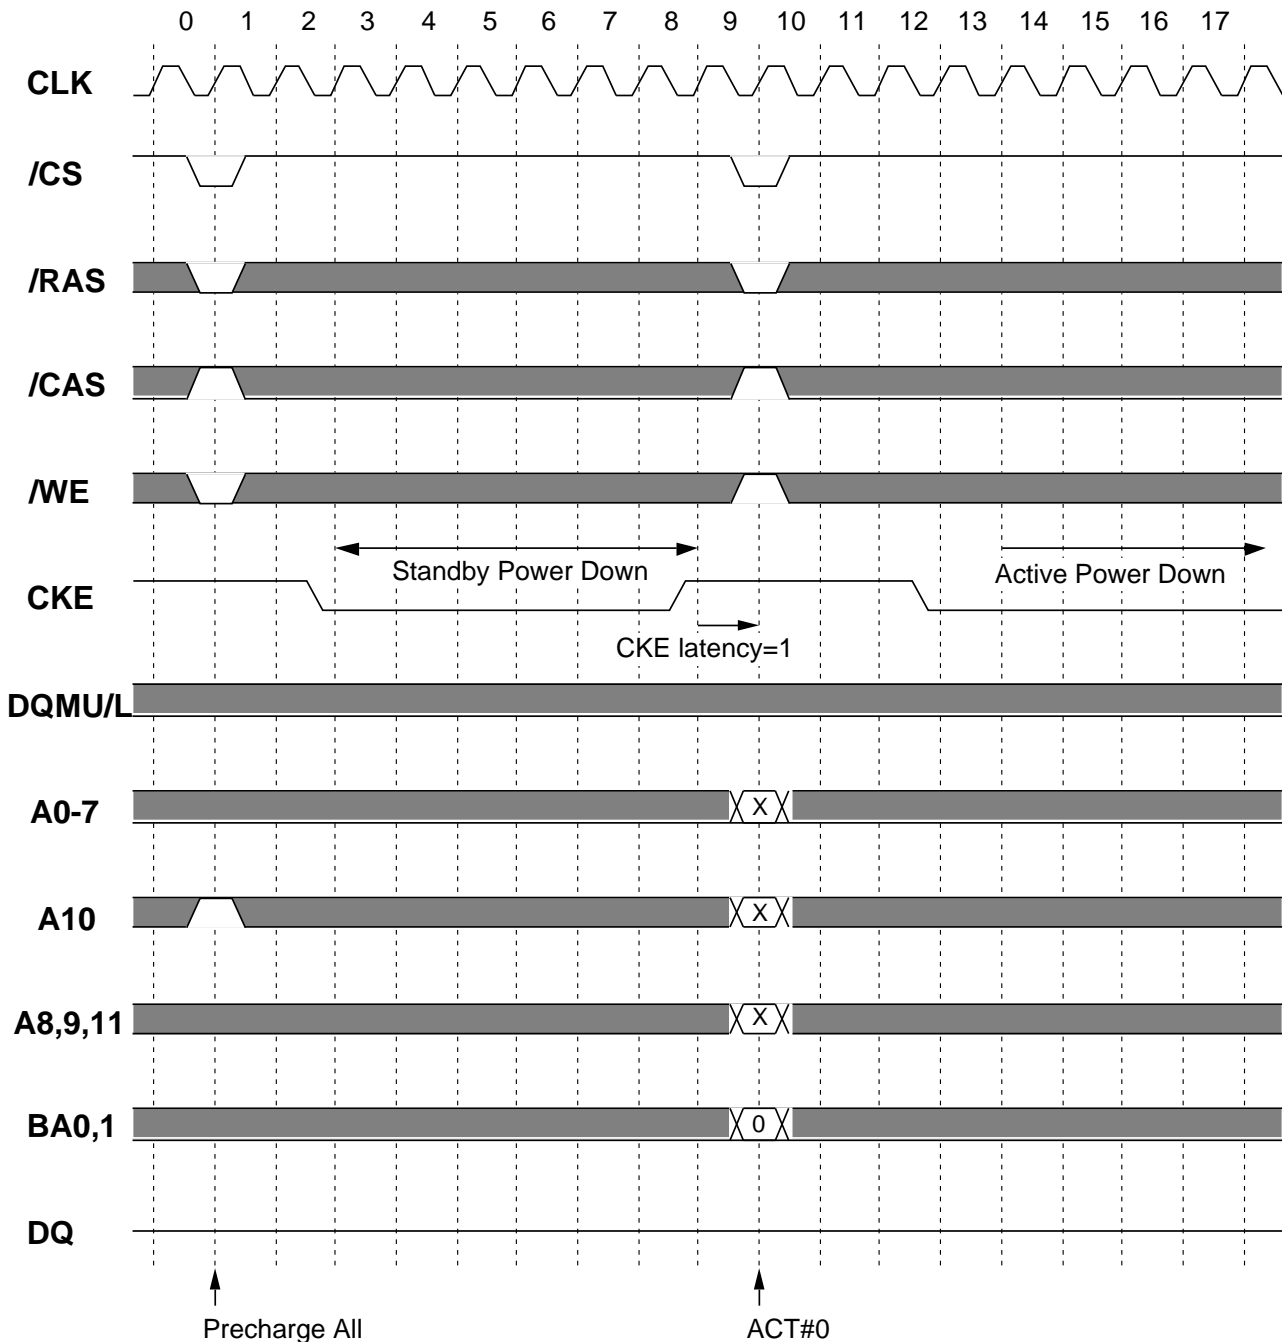 0 1 2 3 4 5 6 7 8 9 10 11 12 13 14 15 16 17
CLK
/CS
/RAS
/CAS
/WE
Standby Power Down
Active Power Down
CKE
CKE latency=1
DQMU/L
A0-7 X
A10 X
A8,9,11 X
BA0,1 0
DQ
Precharge All
ACT#0